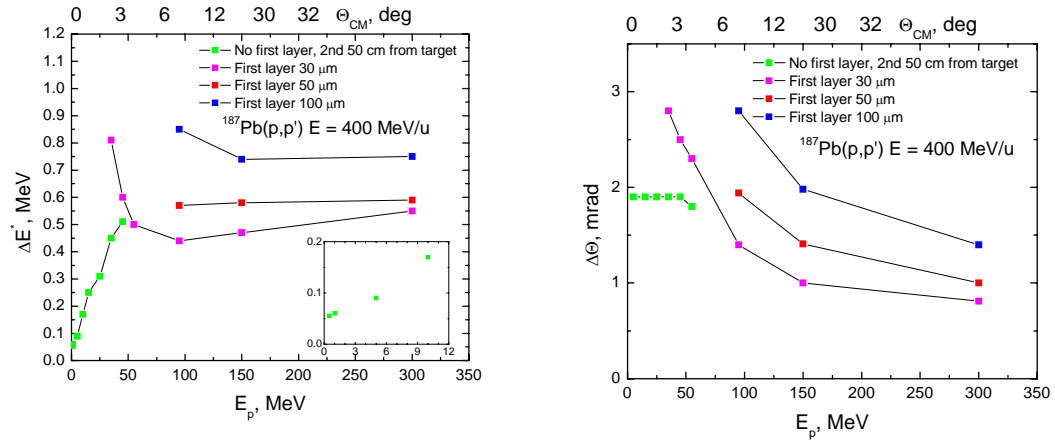 0 3 6 12 30 32 Θ_CM, deg
1.2
1.1
1.0
0.9
0.8
0.7
0.6
0.5
0.4
0.3
0.2
0.1
0.0
ΔE*, MeV
No first layer, 2nd 50 cm from target
First layer 30 μm
First layer 50 μm
First layer 100 μm
¹⁸⁷Pb(p,p') E = 400 MeV/u
0.2
0.1
0.0
0 3 6 9 12
0 50 100 150 200 250 300 350
E_p, MeV
0 3 6 12 30 32 Θ_CM, deg
3
2
1
0
ΔΘ, mrad
No first layer, 2nd 50 cm from target
First layer 30 μm
First layer 50 μm
First layer 100 μm
¹⁸⁷Pb(p,p') E = 400 MeV/u
0 50 100 150 200 250 300 350
E_p, MeV